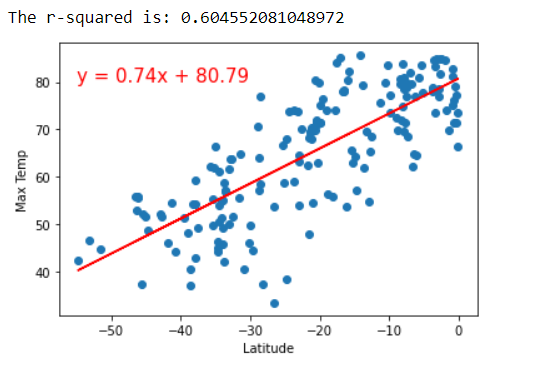 The r-squared is: 0.604552081048972
y = 0.74x + 80.79
80
70
60
50
40
Max Temp
−50 −40 −30 −20 −10 0
Latitude